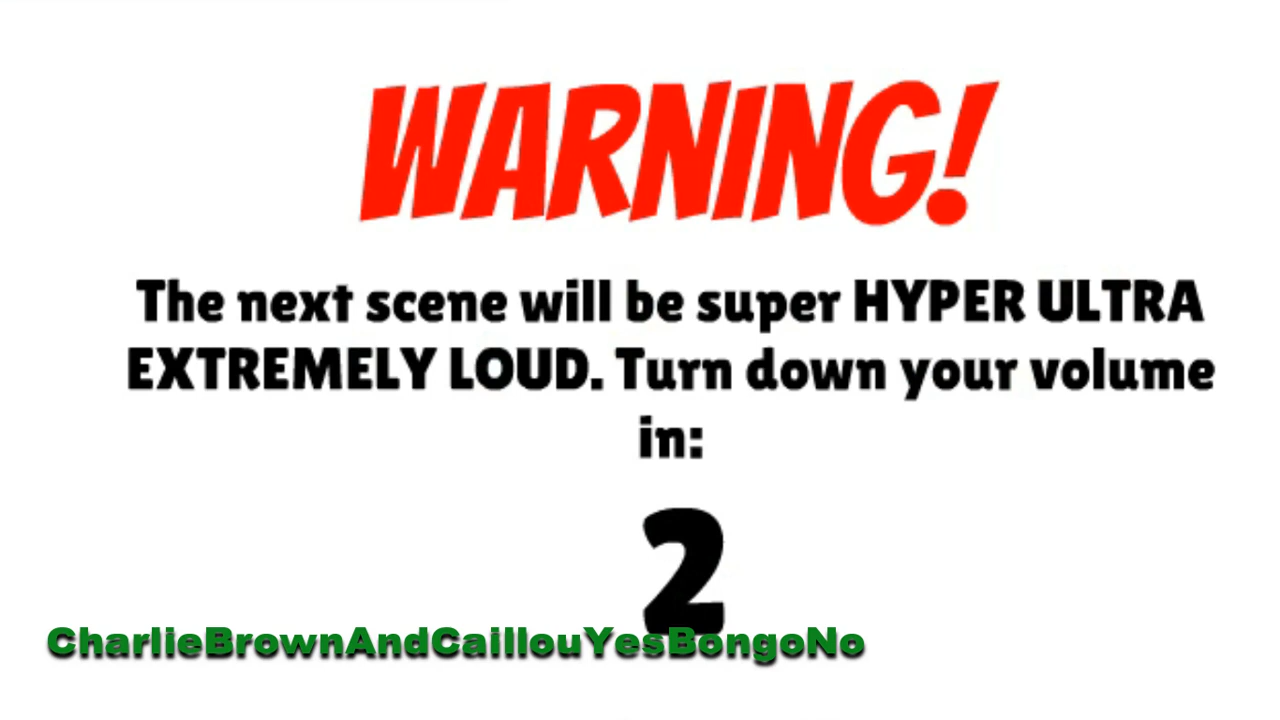 WARNING!
The next scene will be super HYPER ULTRA
EXTREMELY LOUD. Turn down your volume
in:
2
CharlieBrownAndCaillouYesBongoNo